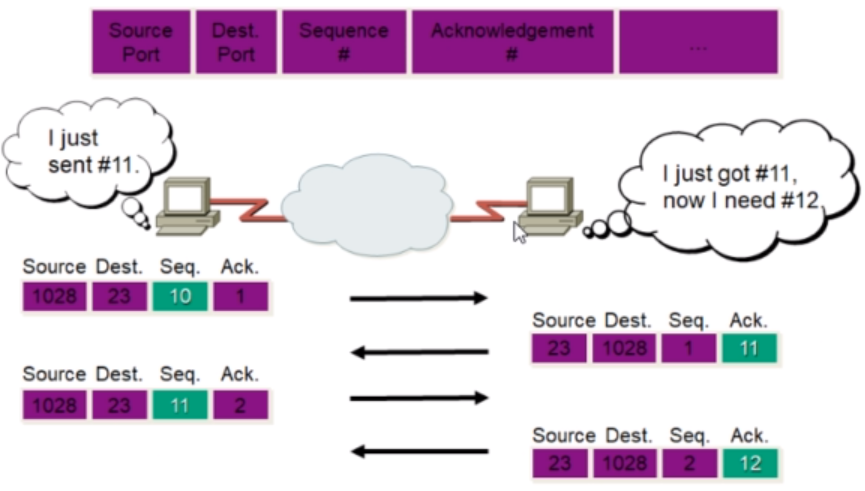 Source Port
Dest. Port
Sequence #
Acknowledgement #
...
I just
sent #11.
I just got #11,
now I need #12.
Source Dest. Seq. Ack.
1028 23 10 1
Source Dest. Seq. Ack.
23 1028 1 11
Source Dest. Seq. Ack.
1028 23 11 2
Source Dest. Seq. Ack.
23 1028 2 12